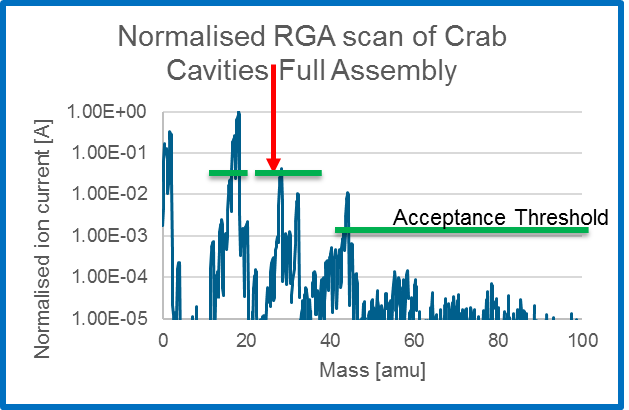 Normalised RGA scan of Crab
Cavities Full Assembly
Normalised ion current [A]
1.00E+00
1.00E-01
1.00E-02
1.00E-03
1.00E-04
1.00E-05
Acceptance Threshold
0
20
40
60
80
100
Mass [amu]